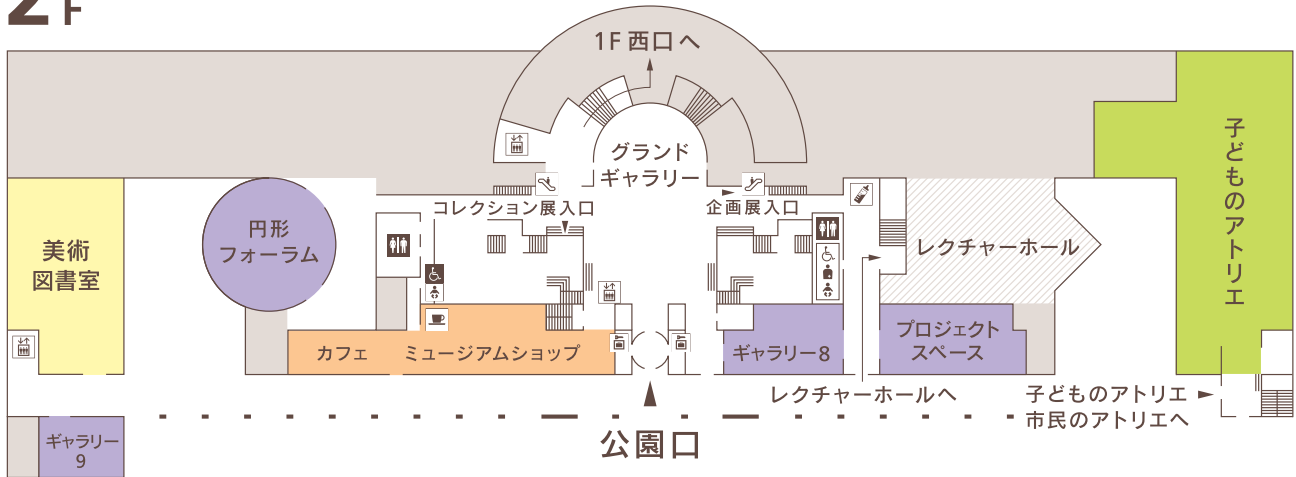 2F
1F 西口へ
グランド
ギャラリー
コレクション展入口
企画展入口
美術
図書室
円形
フォーラム
レクチャーホール
子どものアトリエ
カフェ
ミュージアムショップ
ギャラリー8
プロジェクト
スペース
レクチャーホールへ
子どものアトリエ
市民のアトリエへ
公園口
ギャラリー
9